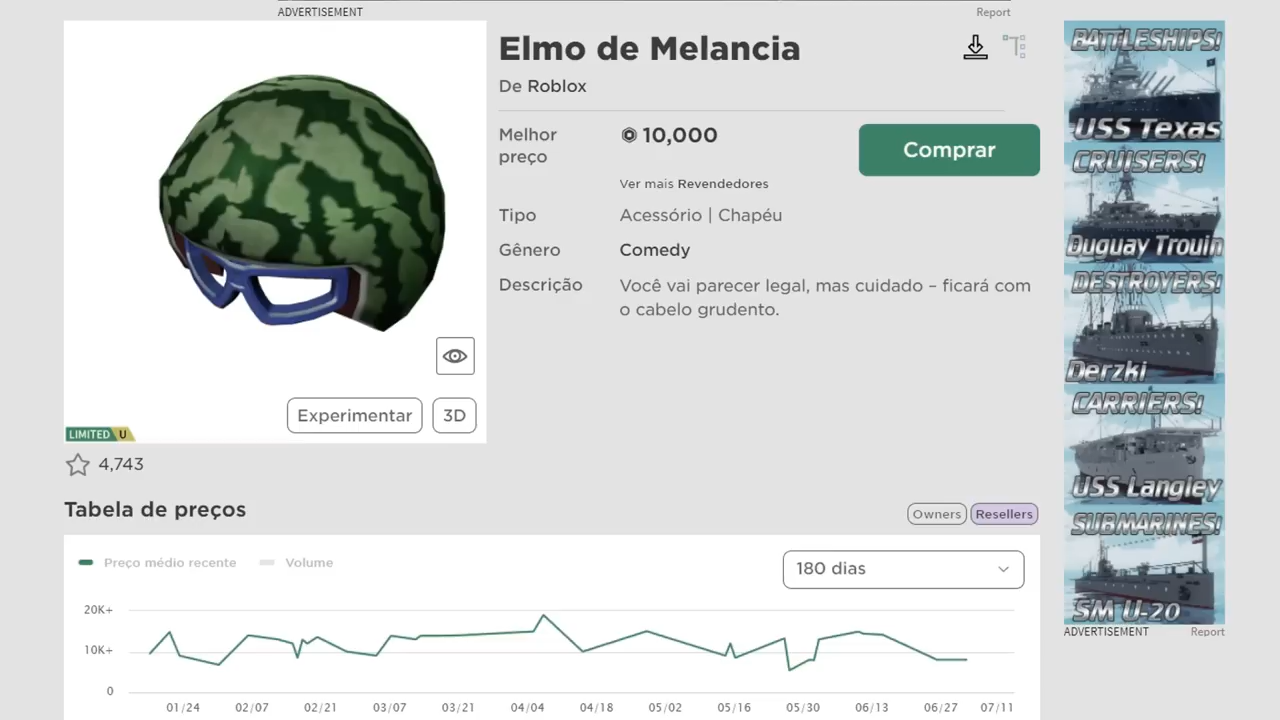 ADVERTISEMENT
Report
Elmo de Melancia
De Roblox
Melhor
preço
10,000
Comprar
Ver mais Revendedores
Tipo
Acessório | Chapéu
Gênero
Comedy
Descrição
Você vai parecer legal, mas cuidado – ficará com
o cabelo grudento.
Experimentar
3D
LIMITED U
4,743
Tabela de preços
Owners
Resellers
Preço médio recente
Volume
180 dias
20K+
10K+
0
01/24
02/07
02/21
03/07
03/21
04/04
04/18
05/02
05/16
05/30
06/13
06/27
07/11
BATTLESHIPS!
USS Texas
CRUISERS!
Duguay Trouin
DESTROYERS!
Derzki
CARRIERS!
USS Langley
SUBMARINES!
SM U-20
ADVERTISEMENT
Report